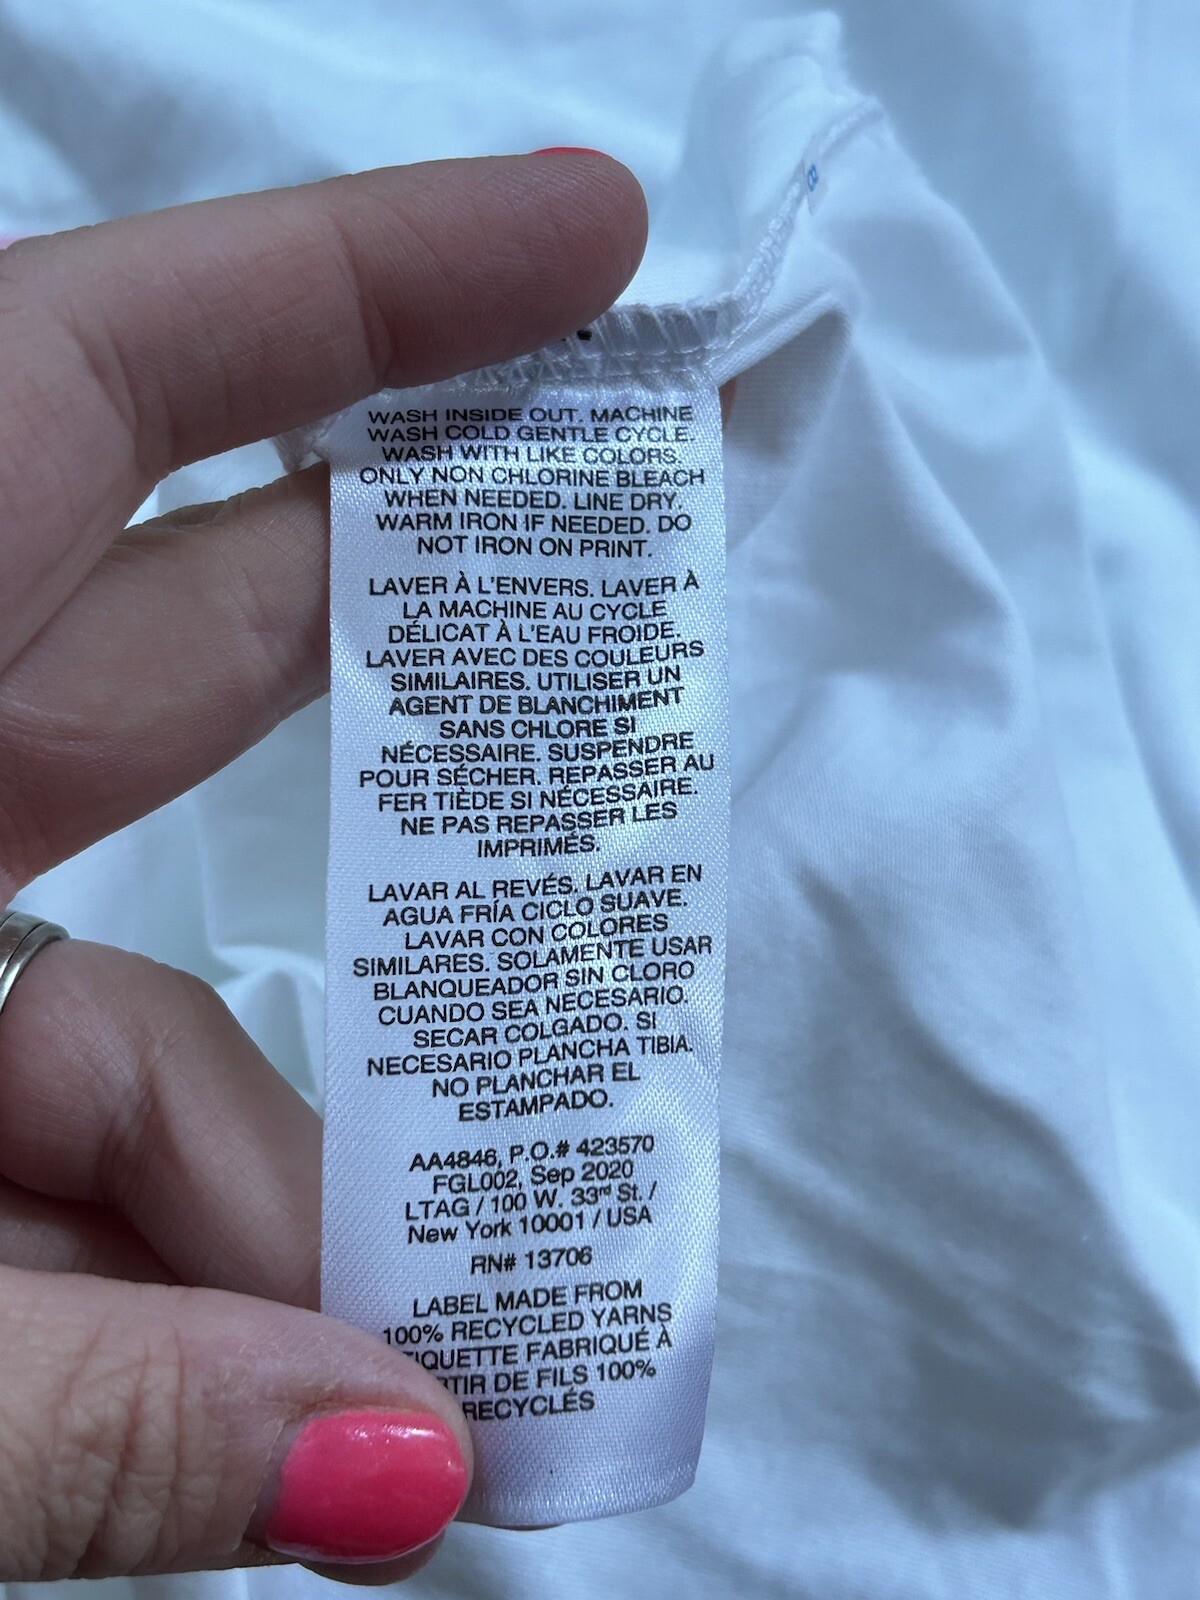 WASH INSIDE OUT. MACHINE
WASH COLD GENTLE CYCLE.
WASH WITH LIKE COLORS.
ONLY NON CHLORINE BLEACH
WHEN NEEDED. LINE DRY.
WARM IRON IF NEEDED. DO
NOT IRON ON PRINT.
LAVER À L'ENVERS. LAVER À
LA MACHINE AU CYCLE
DÉLICAT À L'EAU FROIDE.
LAVER AVEC DES COULEURS
SIMILAIRES. UTILISER UN
AGENT DE BLANCHIMENT
SANS CHLORE SI
NÉCESSAIRE. SUSPENDRE
POUR SÉCHER. REPASSER AU
FER TIÈDE SI NÉCESSAIRE.
NE PAS REPASSER LES
IMPRIMÉS.
LAVAR AL REVÉS. LAVAR EN
AGUA FRÍA CICLO SUAVE.
LAVAR CON COLORES
SIMILARES. SOLAMENTE USAR
BLANQUEADOR SIN CLORO
CUANDO SEA NECESARIO.
SECAR COLGADO. SI
NECESARIO PLANCHA TIBIA.
NO PLANCHAR EL
ESTAMPADO.
AA4846, P.O.# 423570
FGL002, Sep 2020
LTAG / 100 W. 33rd St. /
New York 10001 / USA
RN# 13706
LABEL MADE FROM
100% RECYCLED YARNS
IQUETTE FABRIQUÉ À
TIR DE FILS 100%
RECYCLÉS